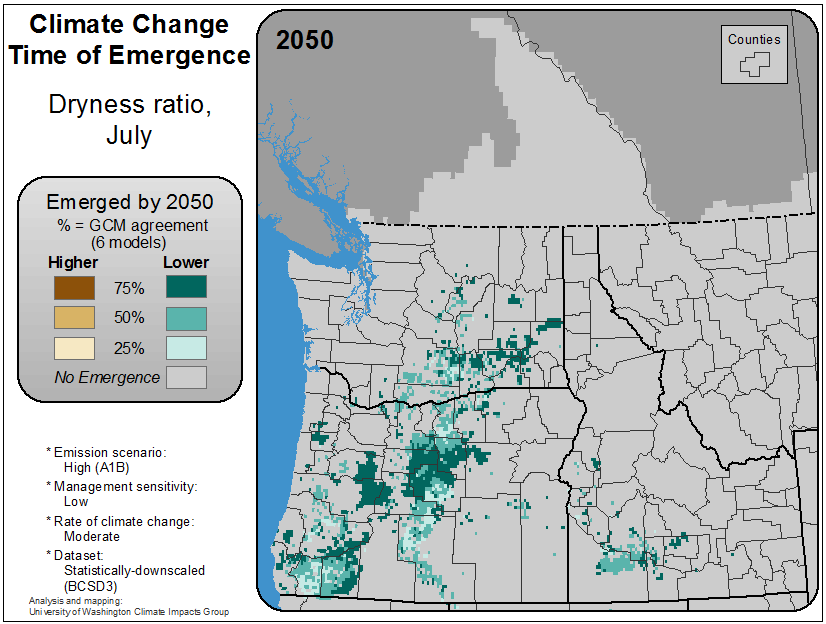 Climate Change
Time of Emergence
Dryness ratio,
July
Emerged by 2050
% = GCM agreement
(6 models)
Higher Lower
75%
50%
25%
No Emergence
* Emission scenario:
High (A1B)
* Management sensitivity:
Low
* Rate of climate change:
Moderate
* Dataset:
Statistically-downscaled
(BCSD3)
Analysis and mapping:
University of Washington Climate Impacts Group
2050
Counties